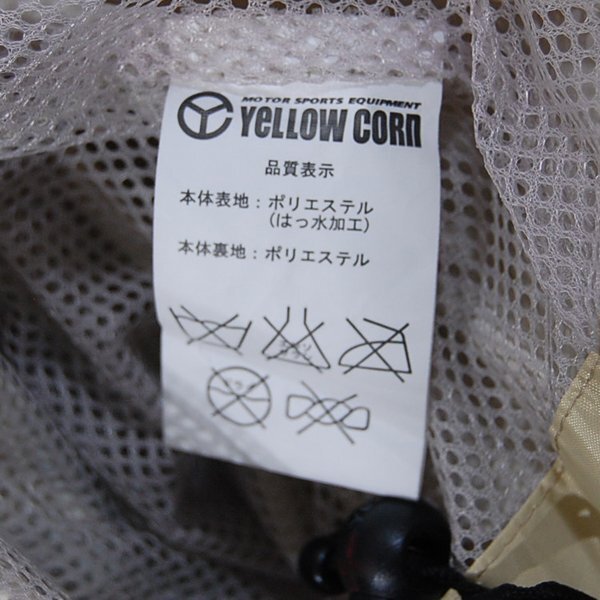 MOTOR SPORTS EQUIPMENT
YELLOW CORN
品質表示
本体表地：ポリエステル
（はっ水加工）
本体裏地：ポリエステル